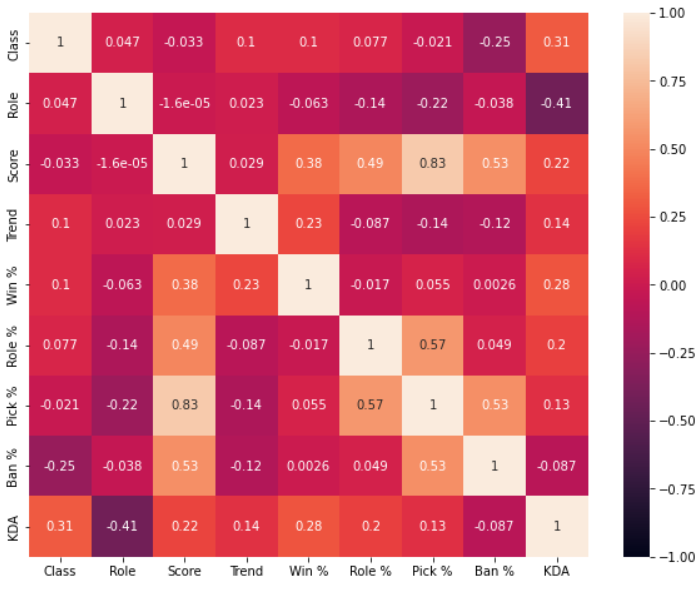 Class 1 0.047 -0.033 0.1 0.1 0.077 -0.021 -0.25 0.31
Role 0.047 1 -1.6e-05 0.023 -0.063 -0.14 -0.22 -0.038 -0.41
Score -0.033 -1.6e-05 1 0.029 0.38 0.49 0.83 0.53 0.22
Trend 0.1 0.023 0.029 1 0.23 -0.087 -0.14 -0.12 0.14
Win % 0.1 -0.063 0.38 0.23 1 -0.017 0.055 0.0026 0.28
Role % 0.077 -0.14 0.49 -0.087 -0.017 1 0.57 0.049 0.2
Pick % -0.021 -0.22 0.83 -0.14 0.055 0.57 1 0.53 0.13
Ban % -0.25 -0.038 0.53 -0.12 0.0026 0.049 0.53 1 -0.087
KDA 0.31 -0.41 0.22 0.14 0.28 0.2 0.13 -0.087 1
Class Role Score Trend Win % Role % Pick % Ban % KDA
1.00
0.75
0.50
0.25
0.00
−0.25
−0.50
−0.75
−1.00